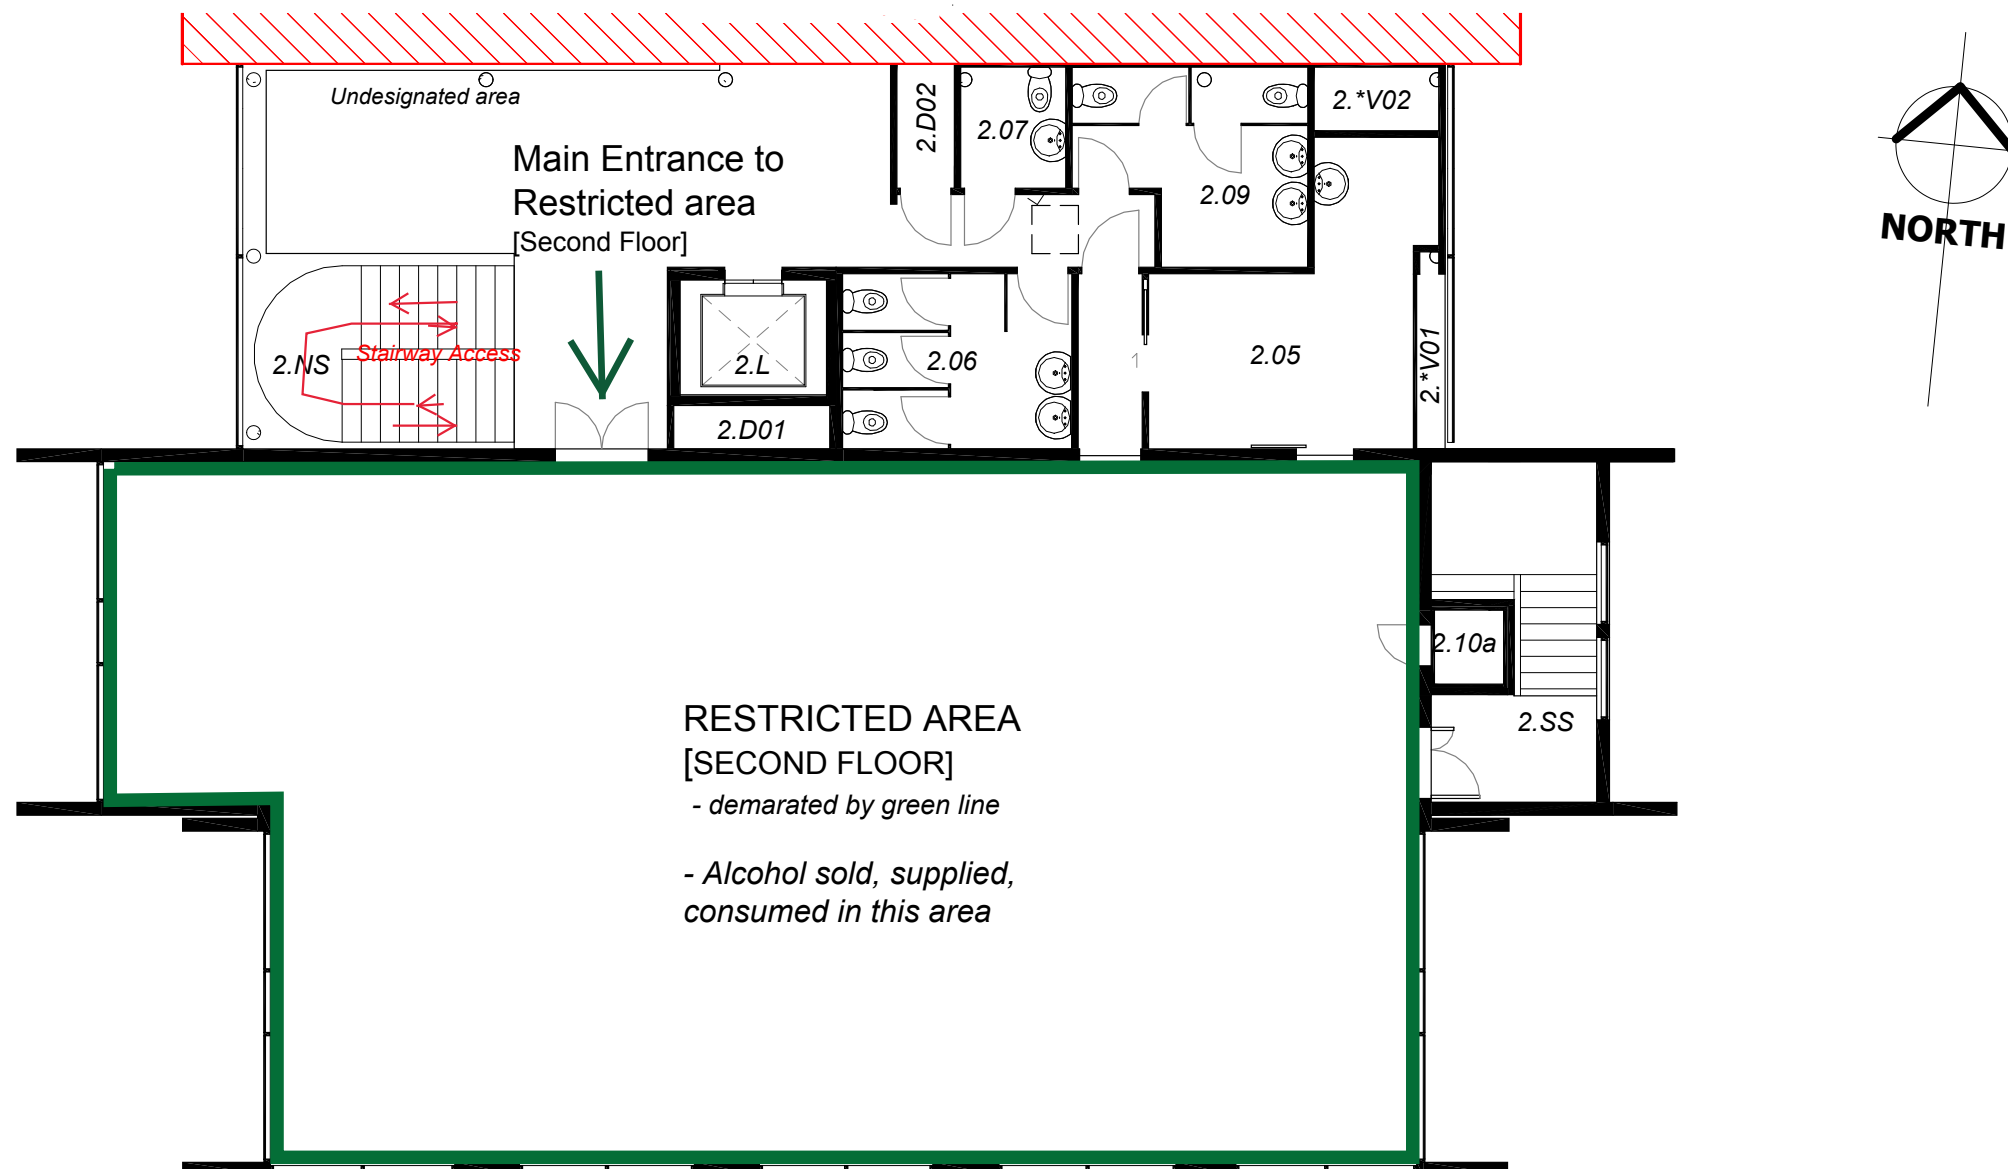 Undesignated area
Main Entrance to
Restricted area
[Second Floor]
2.D02
2.07
2.*V02
2.09
NORTH
2.NS
Stairway Access
2.L
2.06
2.05
2.*V01
2.D01
2.10a
2.SS
RESTRICTED AREA
[SECOND FLOOR]
- demarated by green line
- Alcohol sold, supplied,
consumed in this area
1